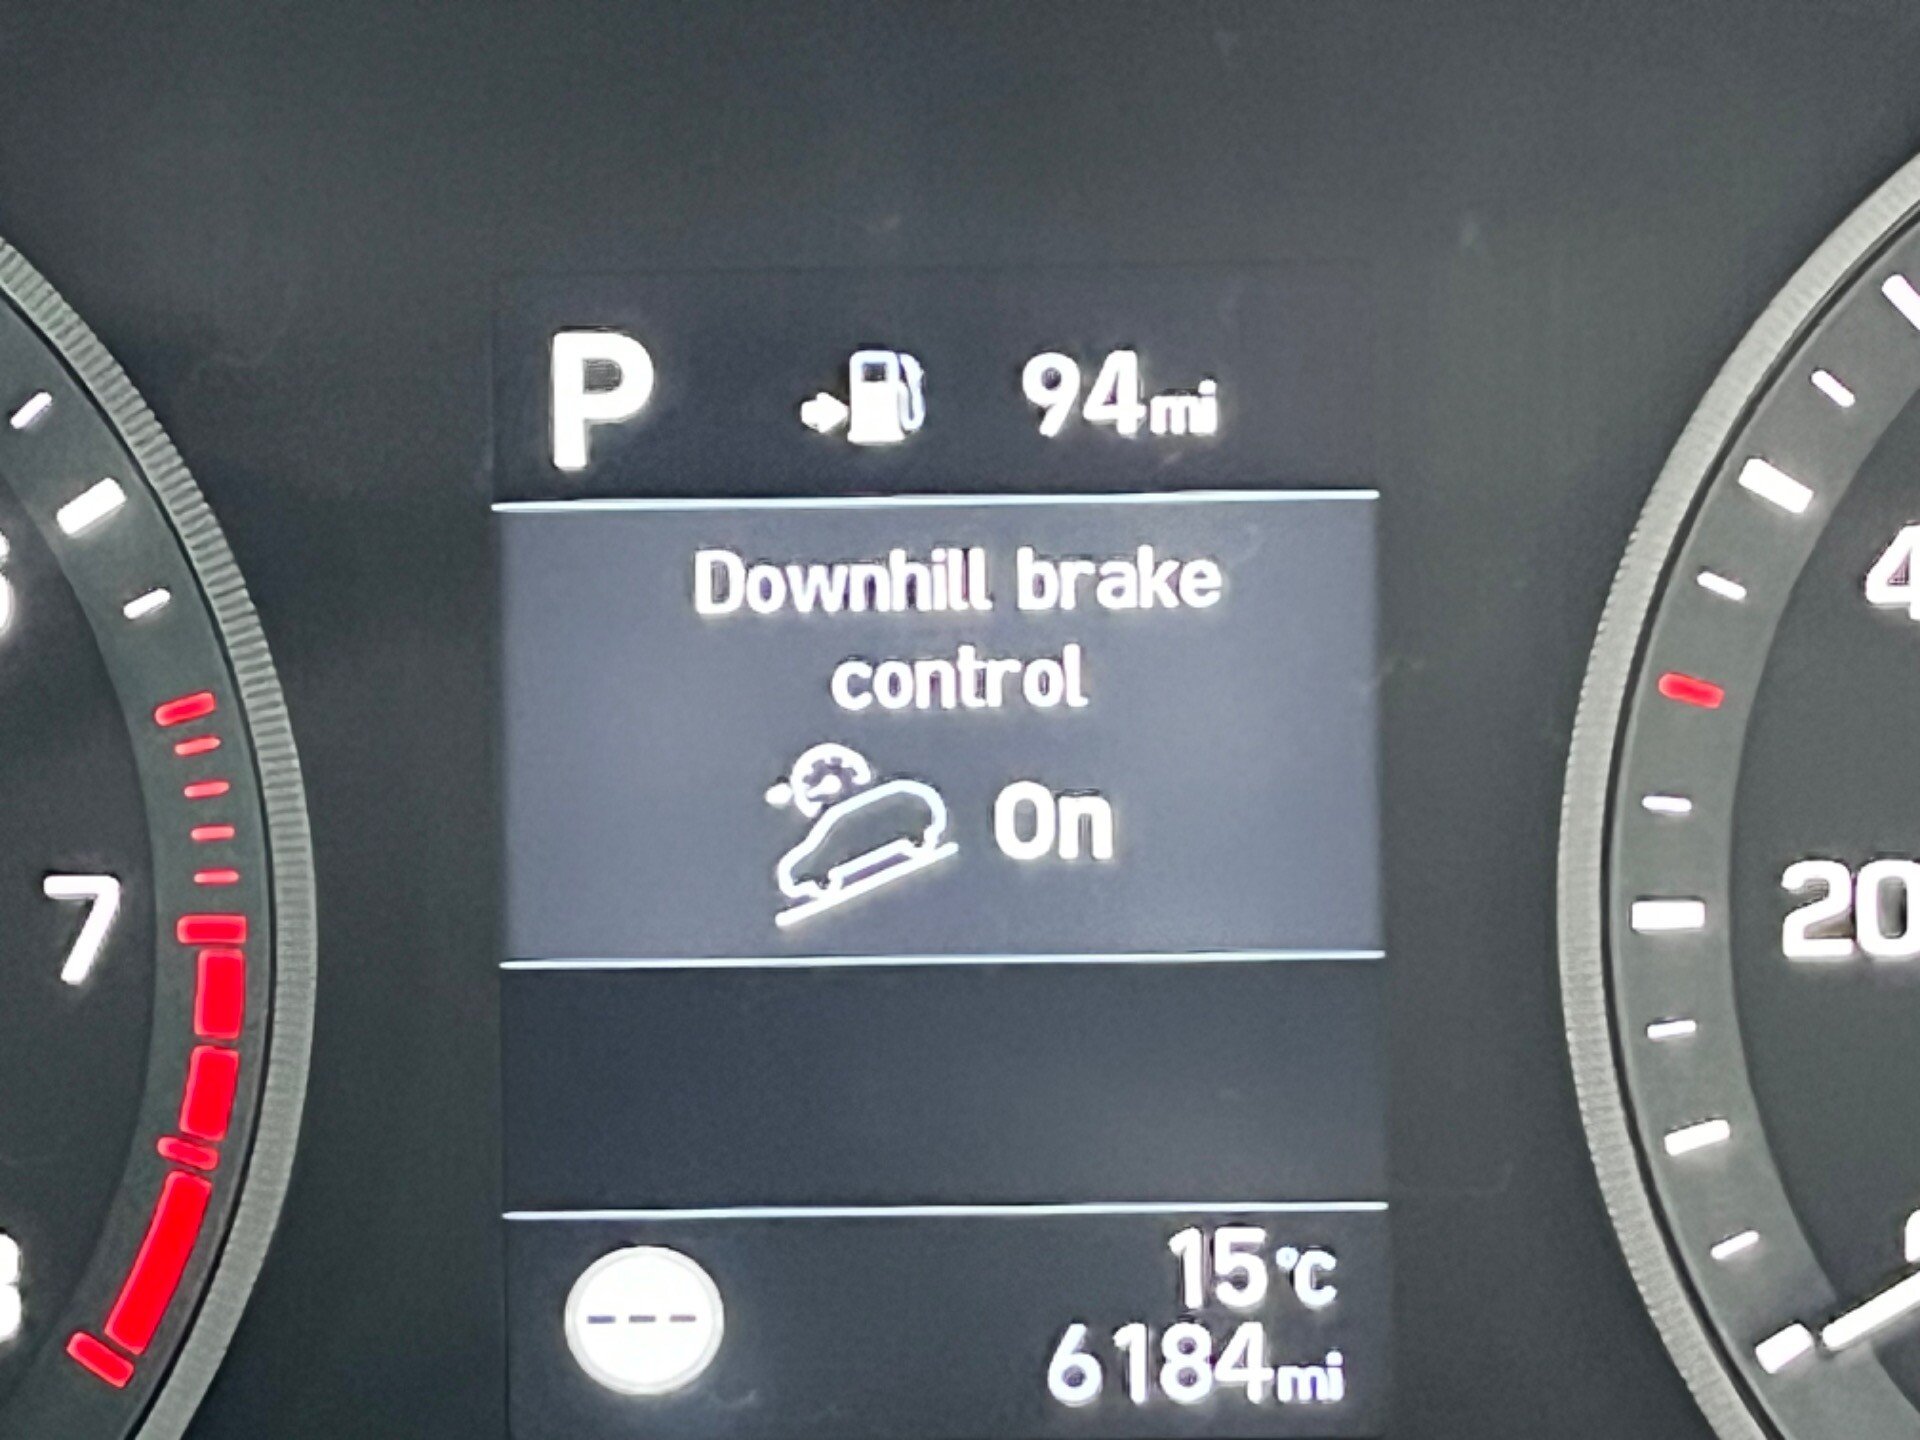 P 94mi
Downhill brake
control
On
7
20
---
15°C
6184mi